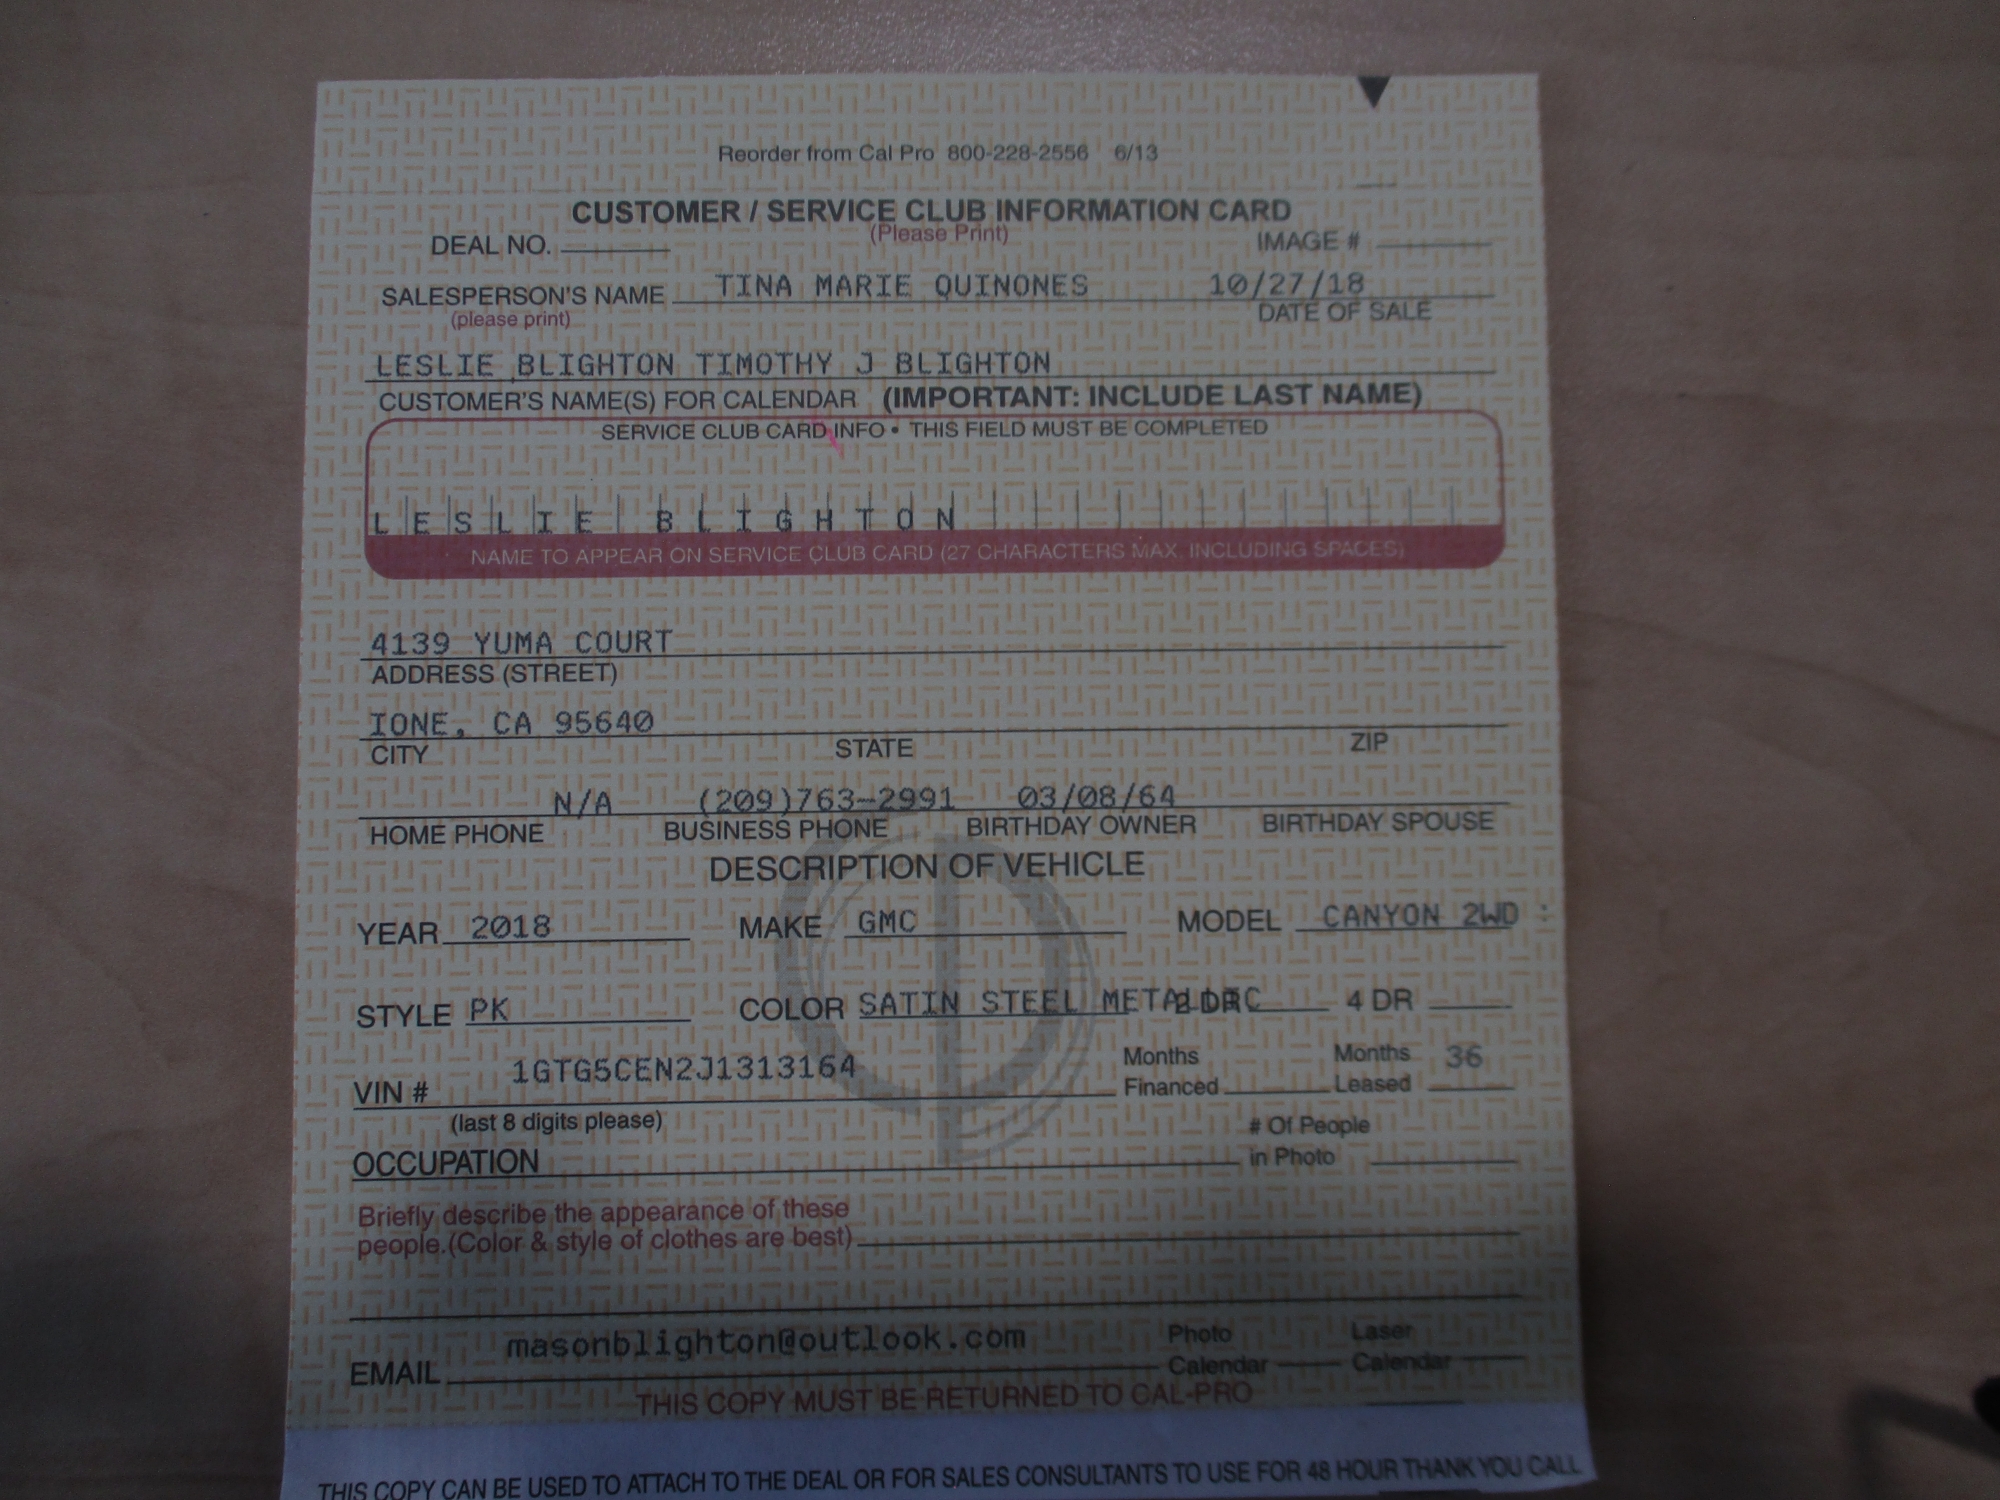 Reorder from Cal Pro 800-228-2556 6/13
CUSTOMER / SERVICE CLUB INFORMATION CARD
(Please Print)
DEAL NO. IMAGE #
SALESPERSON'S NAME TINA MARIE QUINONES 10/27/18
(please print) DATE OF SALE
LESLIE BLIGHTON TIMOTHY J BLIGHTON
CUSTOMER'S NAME(S) FOR CALENDAR (IMPORTANT: INCLUDE LAST NAME)
SERVICE CLUB CARD INFO • THIS FIELD MUST BE COMPLETED
LESLIE BLIGHTON
NAME TO APPEAR ON SERVICE CLUB CARD (27 CHARACTERS MAX. INCLUDING SPACES)
4139 YUMA COURT
ADDRESS (STREET)
IONE, CA 95640
CITY STATE ZIP
N/A (209)763-2991 03/08/64
HOME PHONE BUSINESS PHONE BIRTHDAY OWNER BIRTHDAY SPOUSE
DESCRIPTION OF VEHICLE
YEAR 2018 MAKE GMC MODEL CANYON 2WD :
STYLE PK COLOR SATIN STEEL METALLIC 2 DR 4 DR
VIN # 1GTG5CEN2J1313164 Months Financed Months Leased 36
(last 8 digits please)
OCCUPATION # Of People in Photo
Briefly describe the appearance of these
people.(Color & style of clothes are best)
EMAIL masonblighton@outlook.com Photo Calendar Laser Calendar
THIS COPY MUST BE RETURNED TO CAL-PRO
THIS COPY CAN BE USED TO ATTACH TO THE DEAL OR FOR SALES CONSULTANTS TO USE FOR 48 HOUR THANK YOU CALL